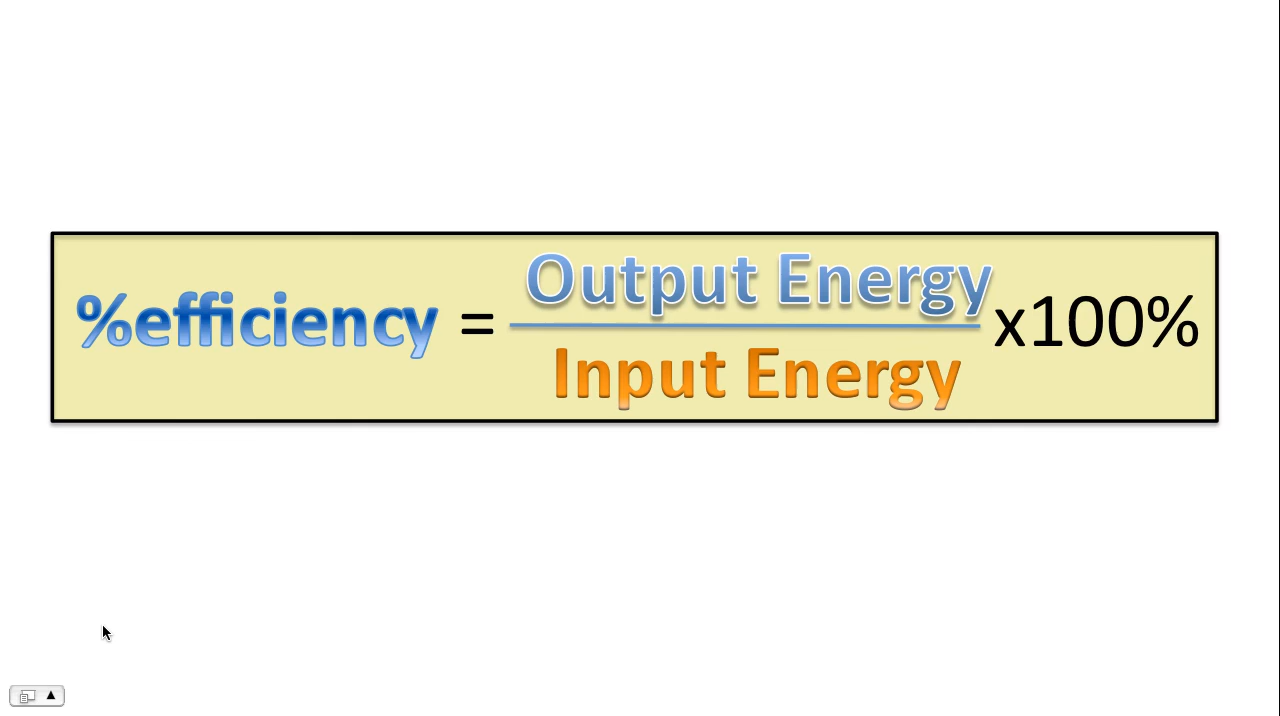 %efficiency = Output Energy x100%
Input Energy